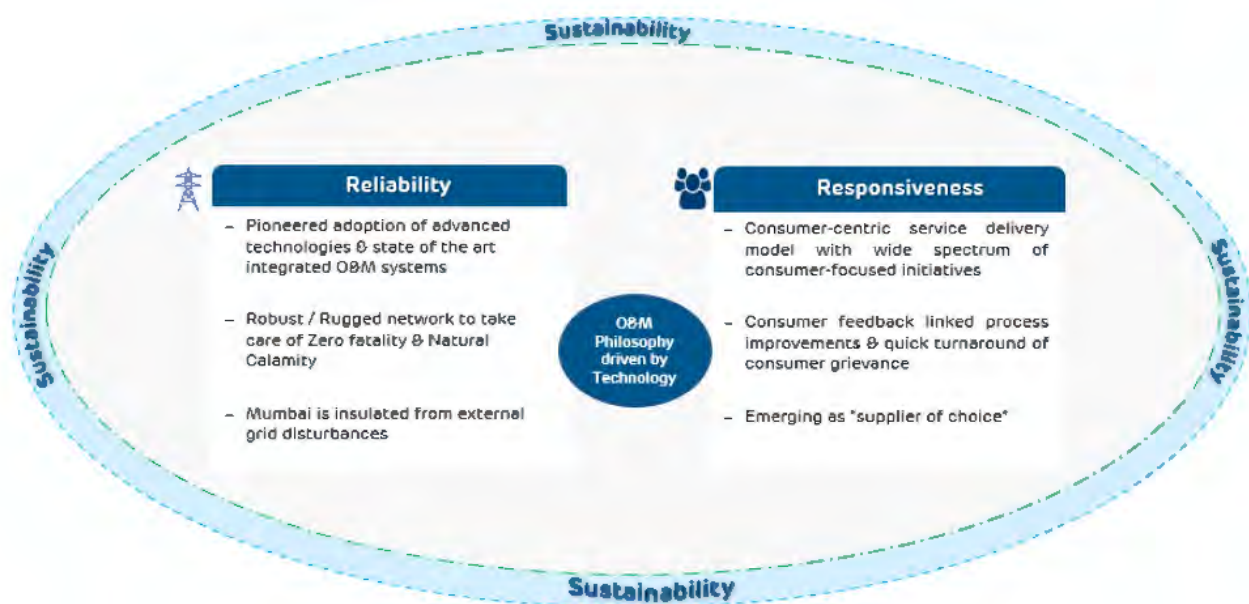 Sustainability
Reliability
– Pioneered adoption of advanced
technologies & state of the art
integrated O&M systems
– Robust / Rugged network to take
care of Zero fatality & Natural
Calamity
– Mumbai is insulated from external
grid disturbances
O&M
Philosophy
driven by
Technology
Responsiveness
– Consumer-centric service delivery
model with wide spectrum of
consumer-focused initiatives
– Consumer feedback linked process
improvements & quick turnaround of
consumer grievance
– Emerging as "supplier of choice"
Sustainability
Sustainability
Sustainability